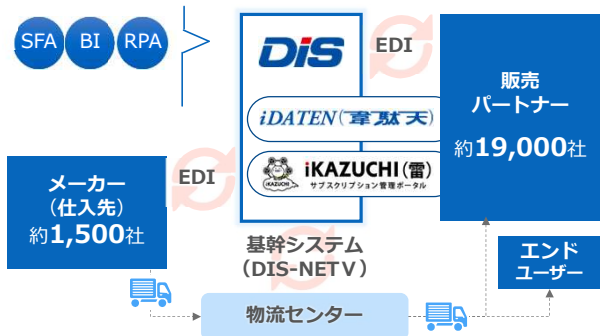 SFA BI RPA
DiS
EDI
販売
パートナー
約19,000社
iDATEN(韋駄天)
iKAZUCHI
iKAZUCHI(雷)
サブスクリプション管理ポータル
EDI
メーカー
(仕入先)
約1,500社
基幹システム
(DIS-NETⅤ)
エンド
ユーザー
物流センター